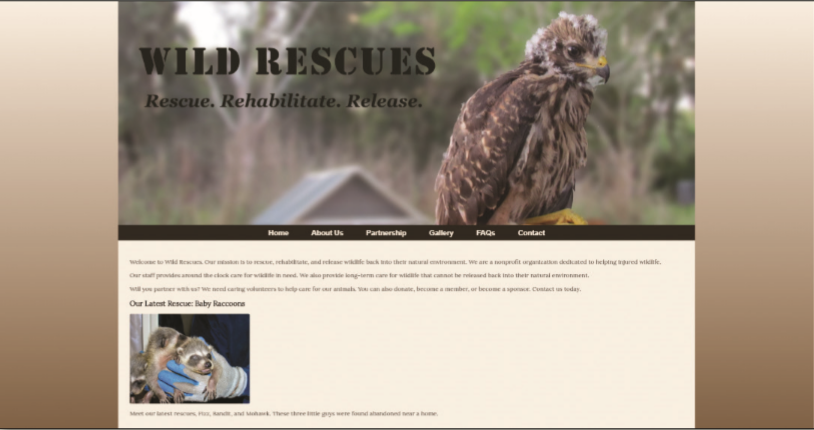 WILD RESCUES
Rescue. Rehabilitate. Release.
Home About Us Partnership Gallery FAQs Contact
Welcome to Wild Rescues. Our mission is to rescue, rehabilitate, and release wildlife back into their natural environment. We are a nonprofit organization dedicated to helping injured wildlife.
Our staff provides around the clock care for wildlife in need. We also provide long-term care for wildlife that cannot be released back into their natural environment.
Will you partner with us? We need caring volunteers to help care for our animals. You can also donate, become a member, or become a sponsor. Contact us today.
Our Latest Rescue: Baby Raccoons
Meet our latest rescues, Fizz, Bandit, and Mohawk. These three little guys were found abandoned near a home.